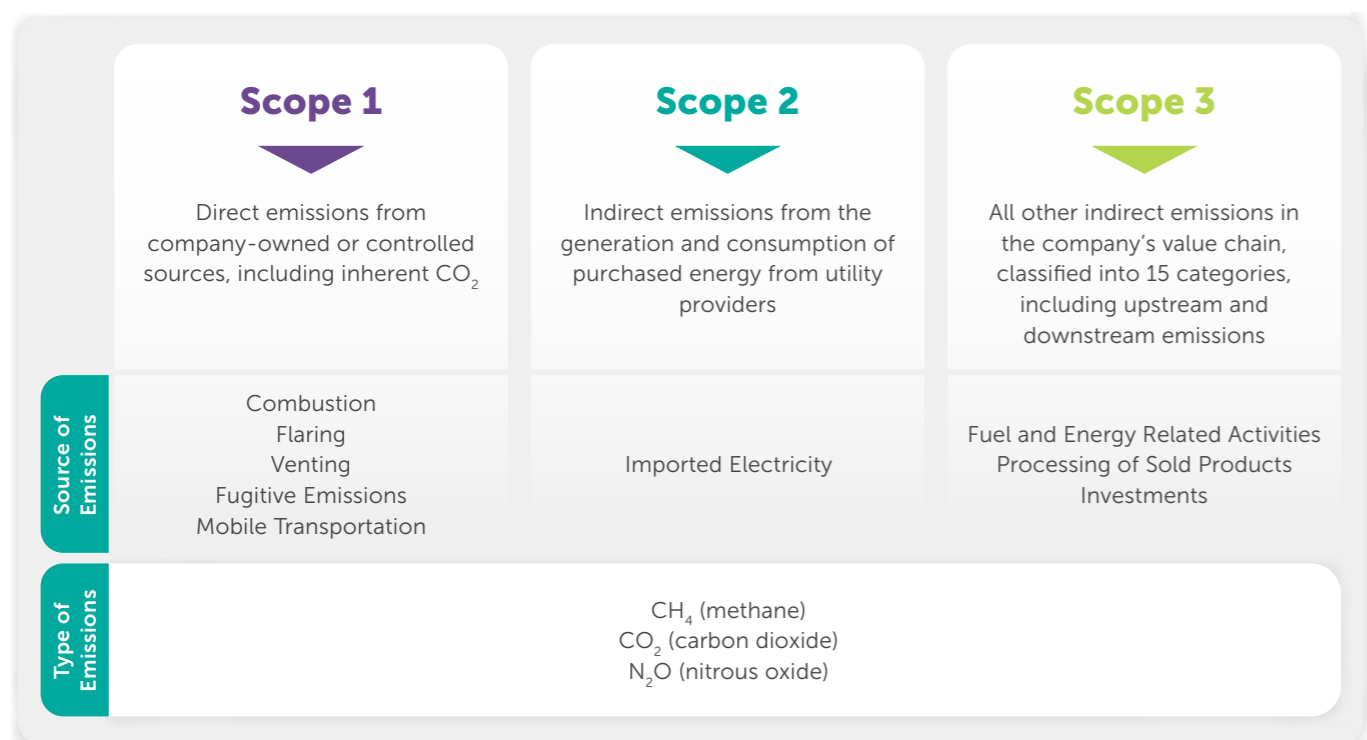 Scope 1
Direct emissions from
company-owned or controlled
sources, including inherent CO₂
Scope 2
Indirect emissions from the
generation and consumption of
purchased energy from utility
providers
Scope 3
All other indirect emissions in
the company’s value chain,
classified into 15 categories,
including upstream and
downstream emissions
Source of
Emissions
Combustion
Flaring
Venting
Fugitive Emissions
Mobile Transportation
Imported Electricity
Fuel and Energy Related Activities
Processing of Sold Products
Investments
Type of
Emissions
CH₄ (methane)
CO₂ (carbon dioxide)
N₂O (nitrous oxide)